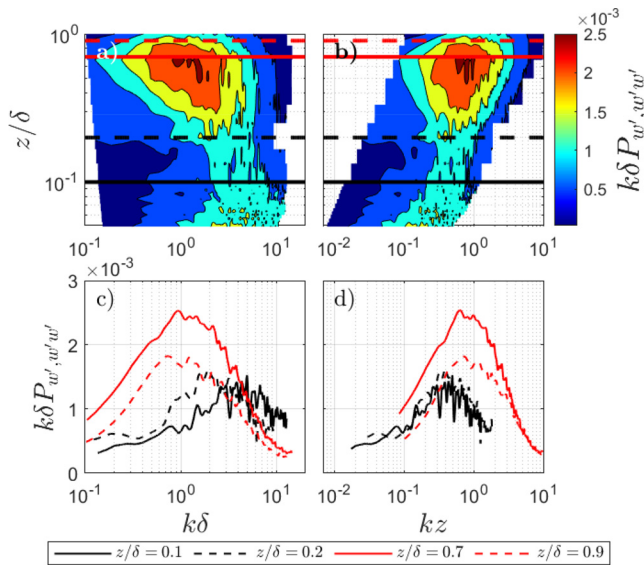 ×10⁻³
10⁰ a) b) 2.5
2
z/δ 1.5 kδP_{w',w'w'}
10⁻¹ 1
0.5
10⁻¹ 10⁰ 10¹ 10⁻² 10⁻¹ 10⁰ 10¹
×10⁻³
3 c) d)
2
kδP_{w',w'w'}
1
0
10⁻¹ 10⁰ 10¹ 10⁻² 10⁻¹ 10⁰ 10¹
kδ kz
z/δ = 0.1 z/δ = 0.2 z/δ = 0.7 z/δ = 0.9